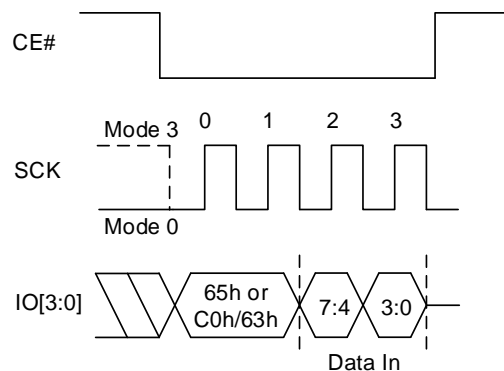 CE#
Mode 3 0 1 2 3
SCK
Mode 0
IO[3:0]
65h or
C0h/63h
7:4 3:0
Data In